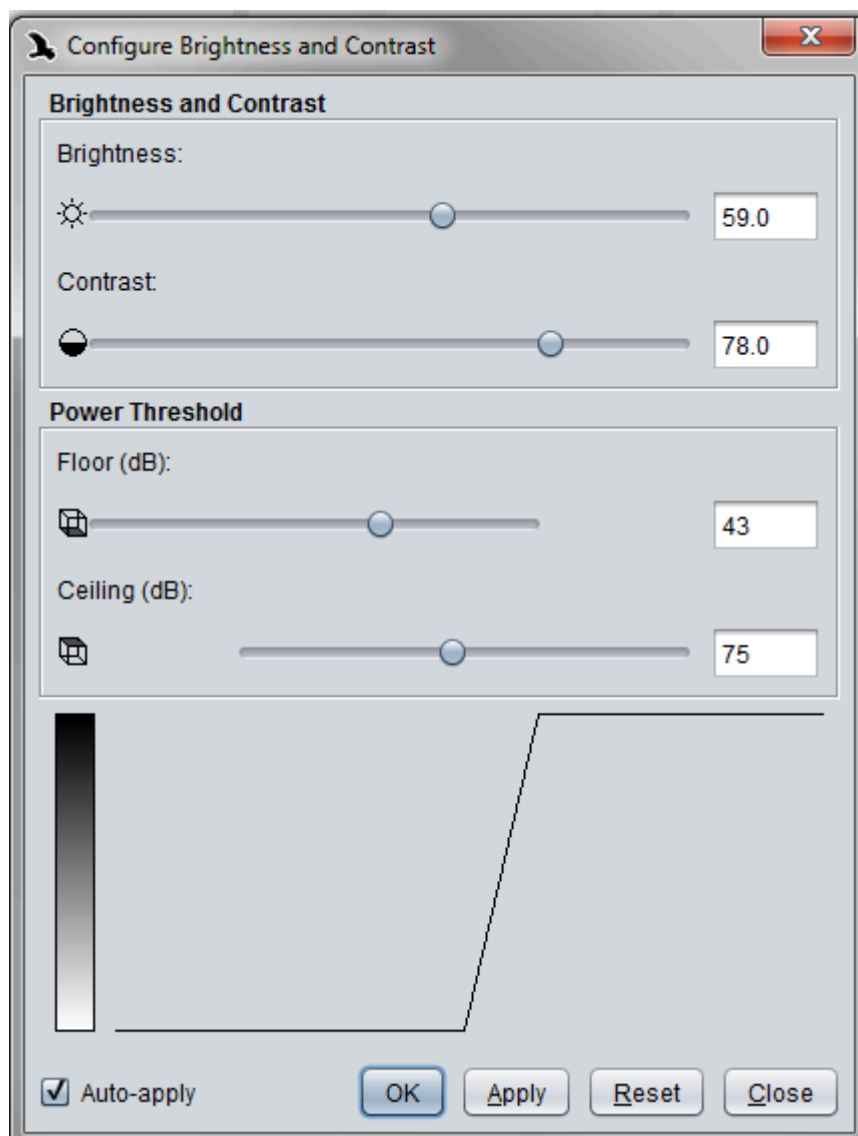 Configure Brightness and Contrast
Brightness and Contrast
Brightness:
59.0
Contrast:
78.0
Power Threshold
Floor (dB):
43
Ceiling (dB):
75
Auto-apply OK Apply Reset Close